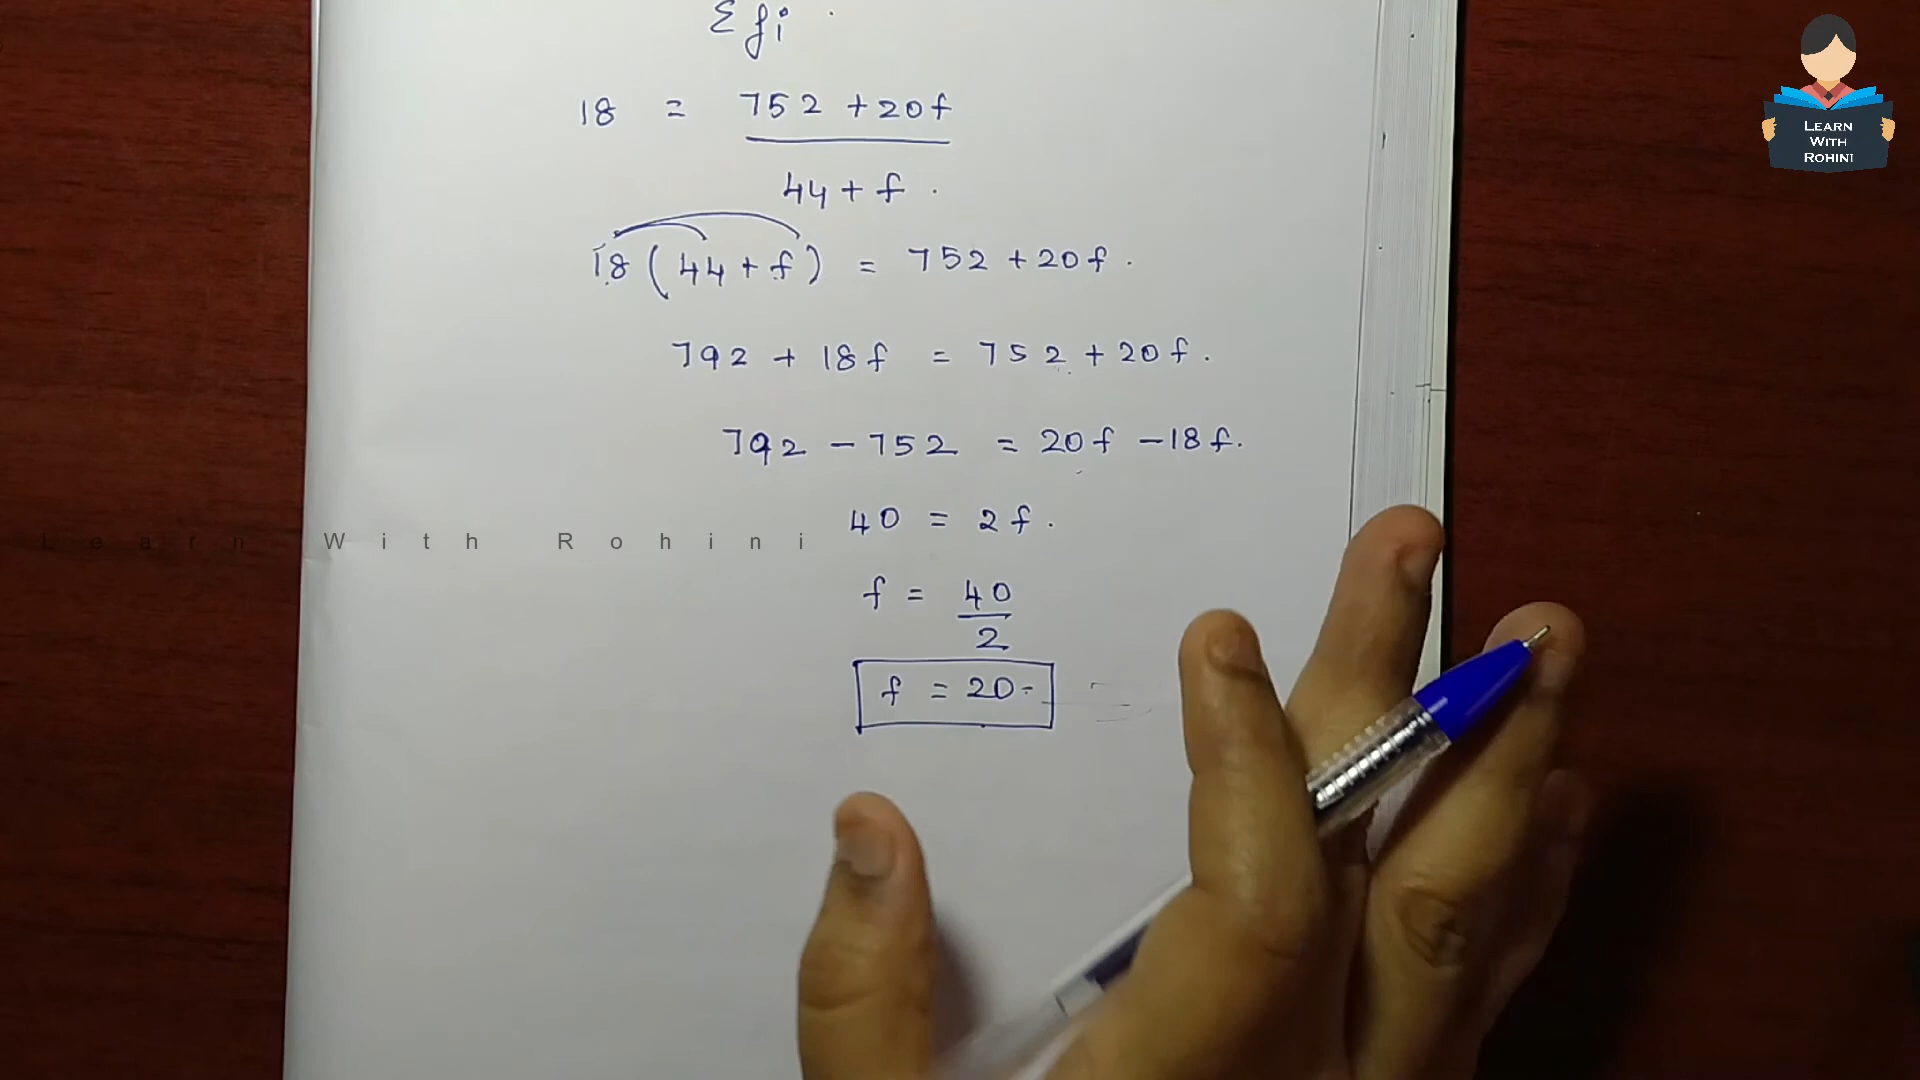 Σfi
18 = 752 + 20f
44 + f .
18 ( 44 + f ) = 752 + 20f .
792 + 18f = 752 + 20f .
792 - 752 = 20f - 18f .
40 = 2f .
f = 40
2
f = 20
Learn With Rohini
LEARN
WITH
ROHINI